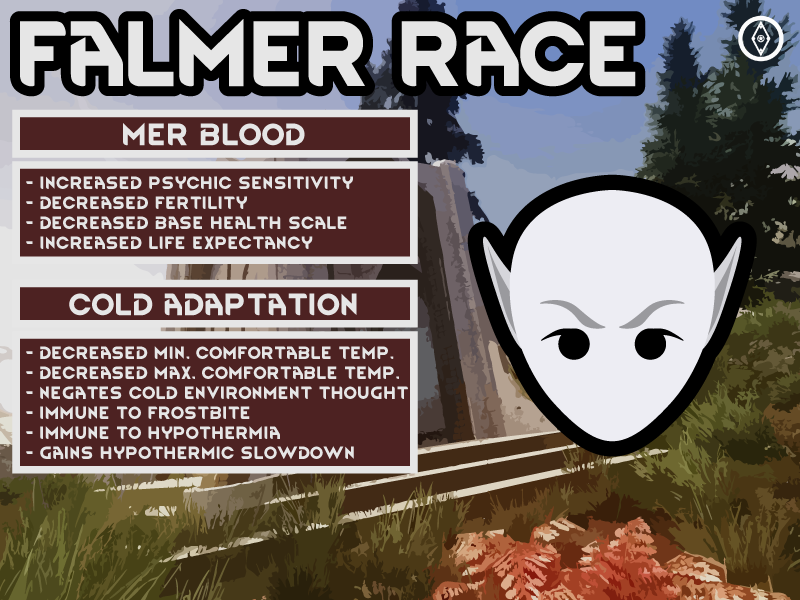 FALMER RACE
MER BLOOD
- INCREASED PSYCHIC SENSITIVITY
- DECREASED FERTILITY
- DECREASED BASE HEALTH SCALE
- INCREASED LIFE EXPECTANCY
COLD ADAPTATION
- DECREASED MIN. COMFORTABLE TEMP.
- DECREASED MAX. COMFORTABLE TEMP.
- NEGATES COLD ENVIRONMENT THOUGHT
- IMMUNE TO FROSTBITE
- IMMUNE TO HYPOTHERMIA
- GAINS HYPOTHERMIC SLOWDOWN